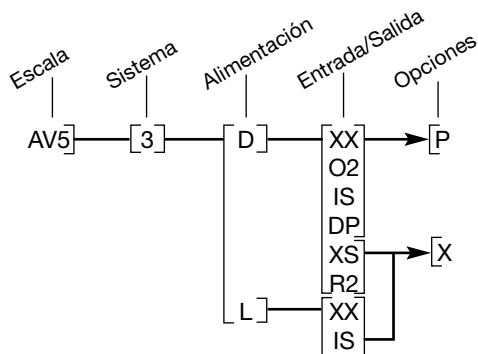 Escala Sistema Alimentación Entrada/Salida Opciones
AV5 3 D XX P
O2
IS
DP
XS X
R2
L XX
IS